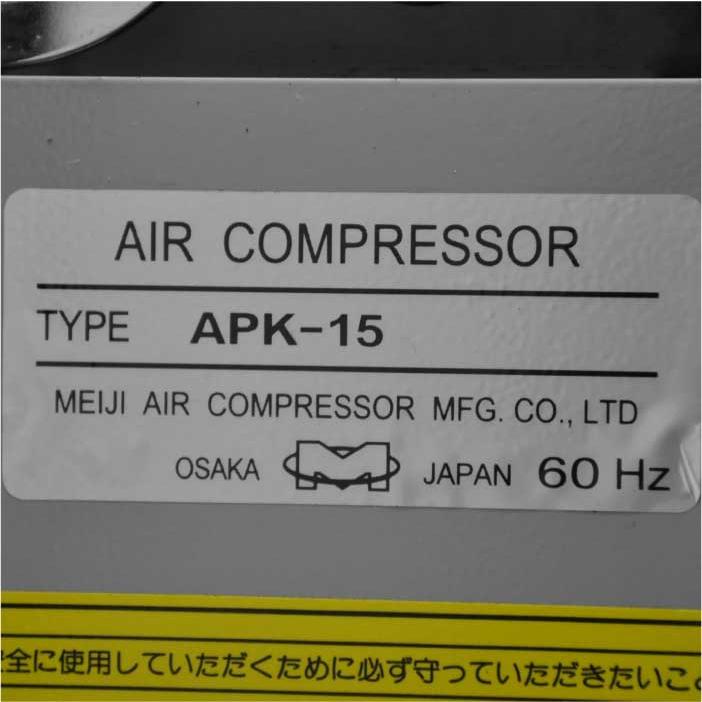 AIR COMPRESSOR
TYPE APK-15
MEIJI AIR COMPRESSOR MFG. CO., LTD
OSAKA M JAPAN 60 Hz
全に使用していただくために必ず守っていただきたいこ